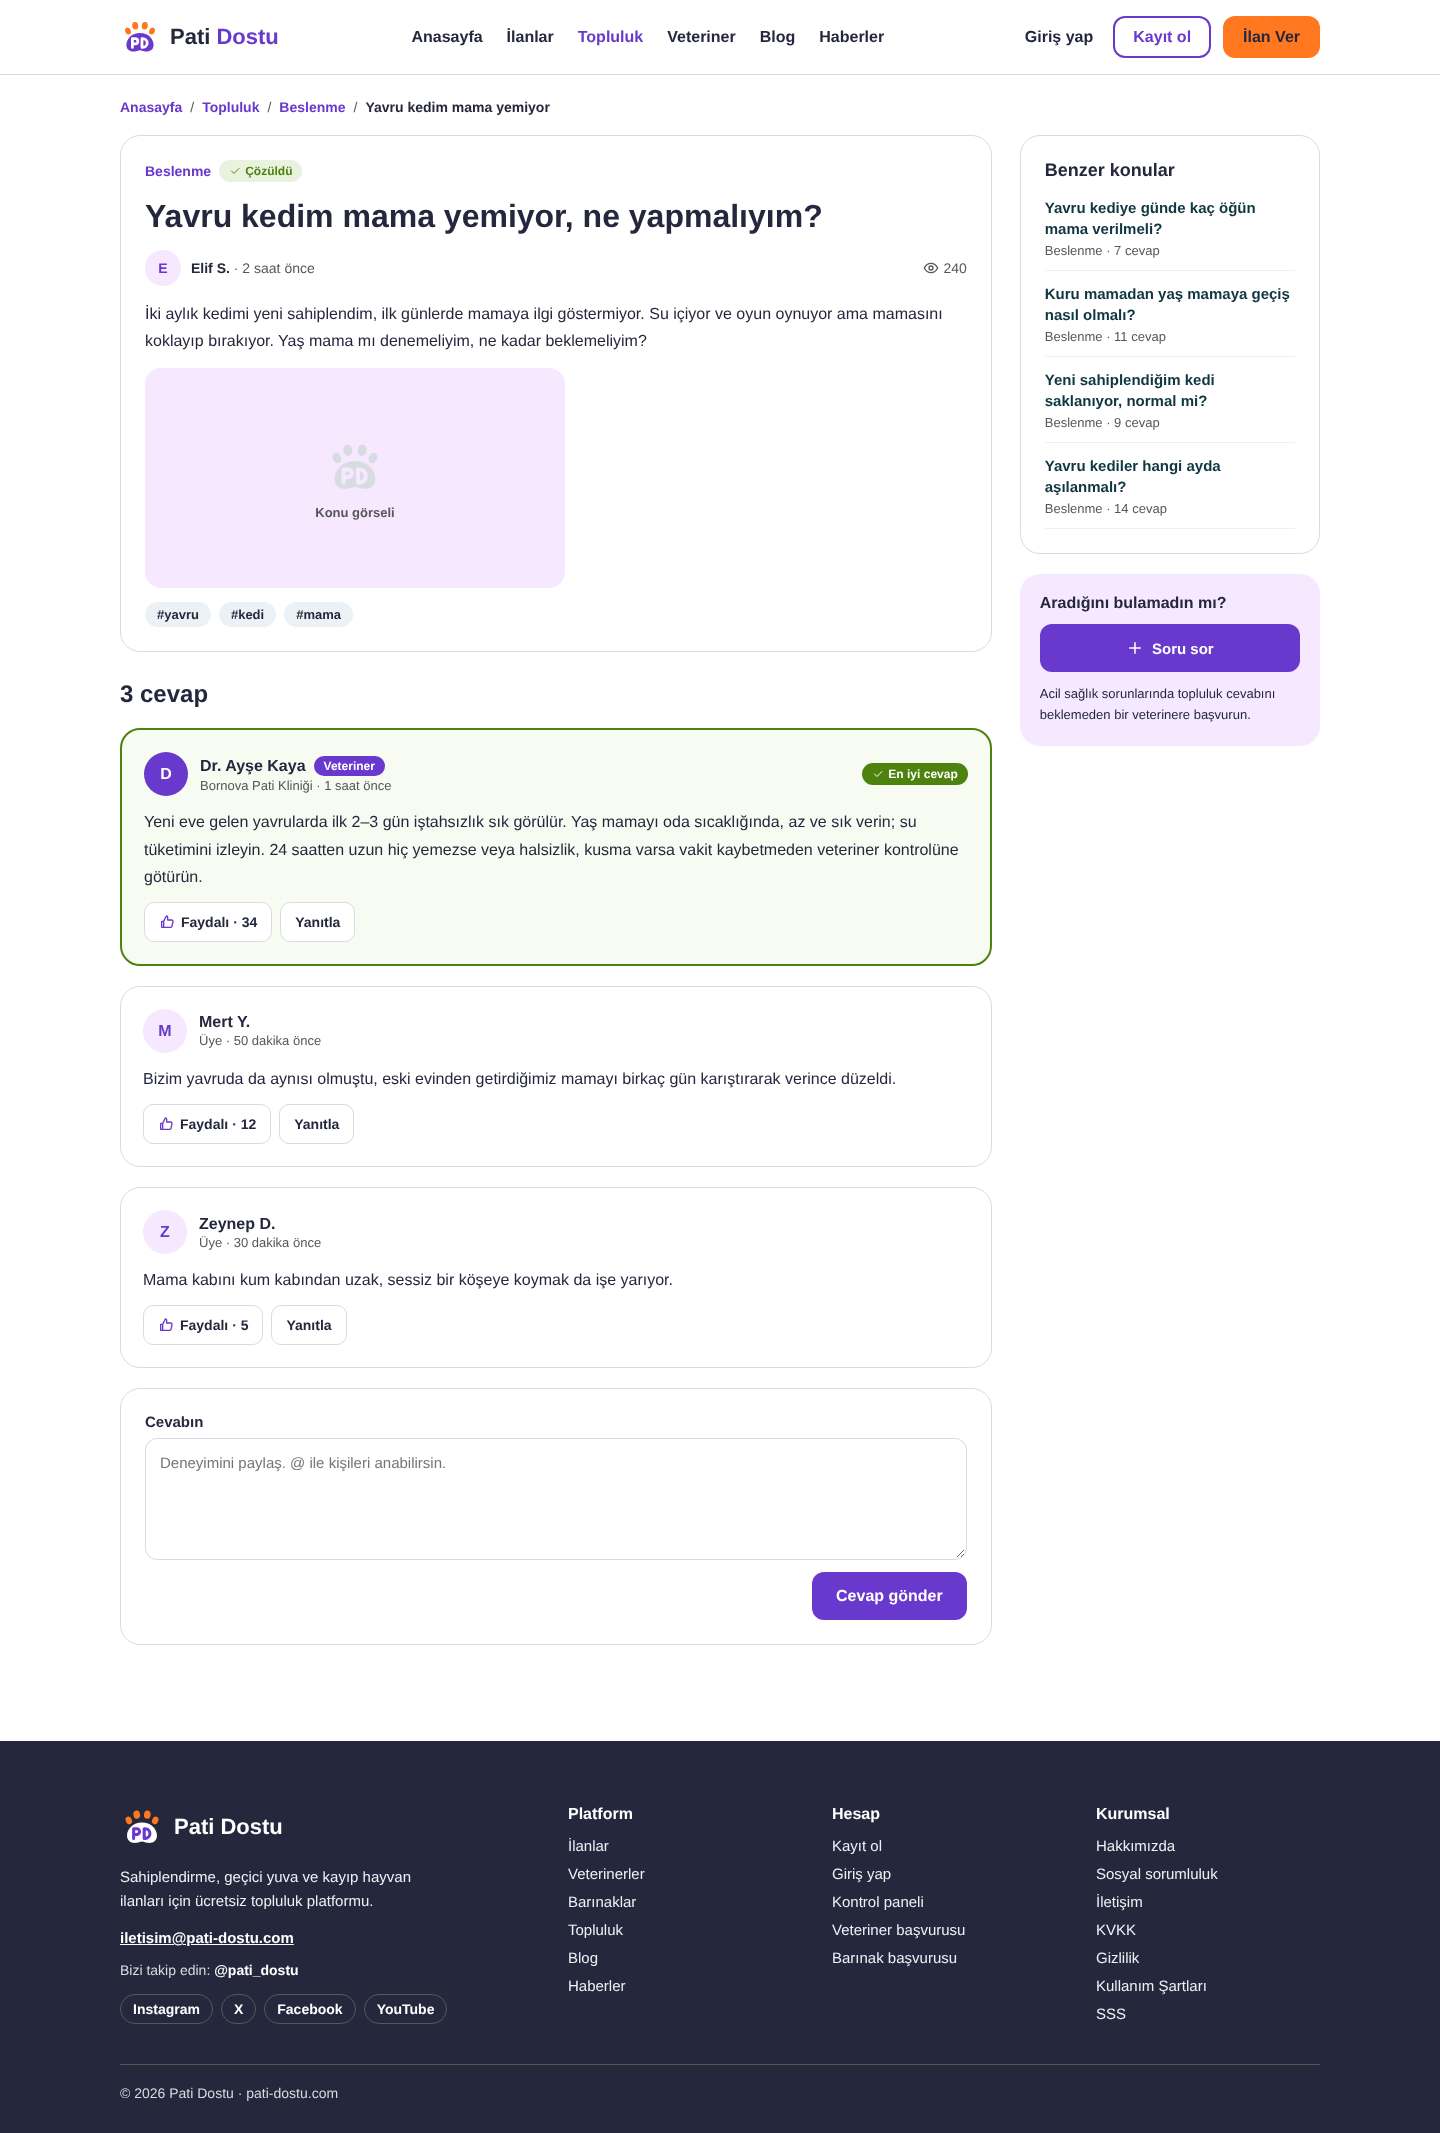 PD Pati Dostu
Anasayfa İlanlar Topluluk Veteriner Blog Haberler
Giriş yap Kayıt ol İlan Ver
Anasayfa / Topluluk / Beslenme / Yavru kedim mama yemiyor
Beslenme Çözüldü
Yavru kedim mama yemiyor, ne yapmalıyım?
E Elif S. · 2 saat önce 240
İki aylık kedimi yeni sahiplendim, ilk günlerde mamaya ilgi göstermiyor. Su içiyor ve oyun oynuyor ama mamasını
koklayıp bırakıyor. Yaş mama mı denemeliyim, ne kadar beklemeliyim?
PD
Konu görseli
#yavru #kedi #mama
Benzer konular
Yavru kediye günde kaç öğün
mama verilmeli?
Beslenme · 7 cevap
Kuru mamadan yaş mamaya geçiş
nasıl olmalı?
Beslenme · 11 cevap
Yeni sahiplendiğim kedi
saklanıyor, normal mi?
Beslenme · 9 cevap
Yavru kediler hangi ayda
aşılanmalı?
Beslenme · 14 cevap
Aradığını bulamadın mı?
Soru sor
Acil sağlık sorunlarında topluluk cevabını
beklemeden bir veterinere başvurun.
3 cevap
D Dr. Ayşe Kaya Veteriner
Bornova Pati Kliniği · 1 saat önce
En iyi cevap
Yeni eve gelen yavrularda ilk 2–3 gün iştahsızlık sık görülür. Yaş mamayı oda sıcaklığında, az ve sık verin; su
tüketimini izleyin. 24 saatten uzun hiç yemezse veya halsizlik, kusma varsa vakit kaybetmeden veteriner kontrolüne
götürün.
Faydalı · 34 Yanıtla
M Mert Y.
Üye · 50 dakika önce
Bizim yavruda da aynısı olmuştu, eski evinden getirdiğimiz mamayı birkaç gün karıştırarak verince düzeldi.
Faydalı · 12 Yanıtla
Z Zeynep D.
Üye · 30 dakika önce
Mama kabını kum kabından uzak, sessiz bir köşeye koymak da işe yarıyor.
Faydalı · 5 Yanıtla
Cevabın
Deneyimini paylaş. @ ile kişileri anabilirsin.
Cevap gönder
PD Pati Dostu
Sahiplendirme, geçici yuva ve kayıp hayvan
ilanları için ücretsiz topluluk platformu.
iletisim@pati-dostu.com
Bizi takip edin: @pati_dostu
Instagram X Facebook YouTube
Platform
İlanlar
Veterinerler
Barınaklar
Topluluk
Blog
Haberler
Hesap
Kayıt ol
Giriş yap
Kontrol paneli
Veteriner başvurusu
Barınak başvurusu
Kurumsal
Hakkımızda
Sosyal sorumluluk
İletişim
KVKK
Gizlilik
Kullanım Şartları
SSS
© 2026 Pati Dostu · pati-dostu.com